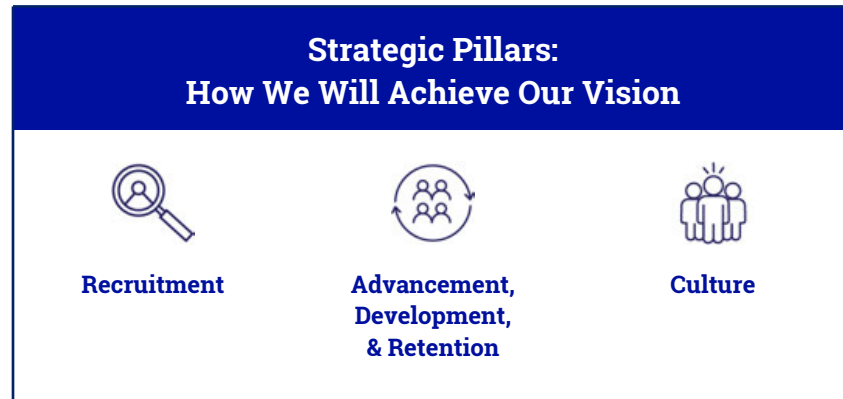 Strategic Pillars:
How We Will Achieve Our Vision
Recruitment
Advancement,
Development,
& Retention
Culture